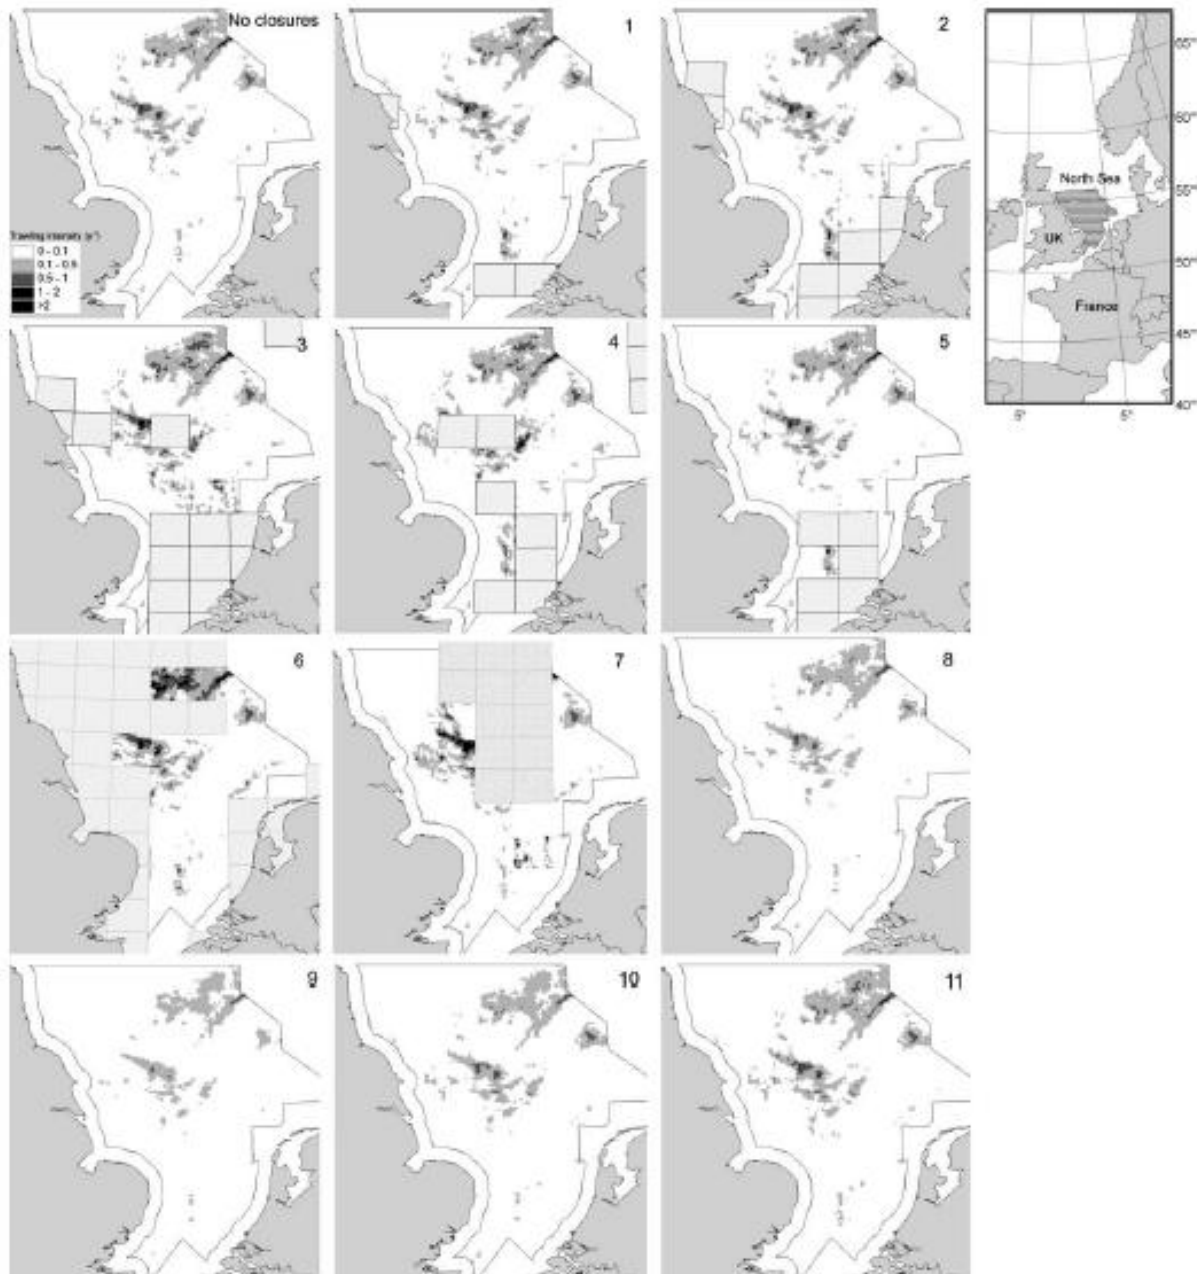 No closures
1
2
Trawling intensity (y⁻¹)
0 - 0.1
0.1 - 0.5
0.5 - 1
1 - 2
>2
65°
60°
55°
50°
45°
40°
-5°
5°
North Sea
UK
France
3
4
5
6
7
8
9
10
11